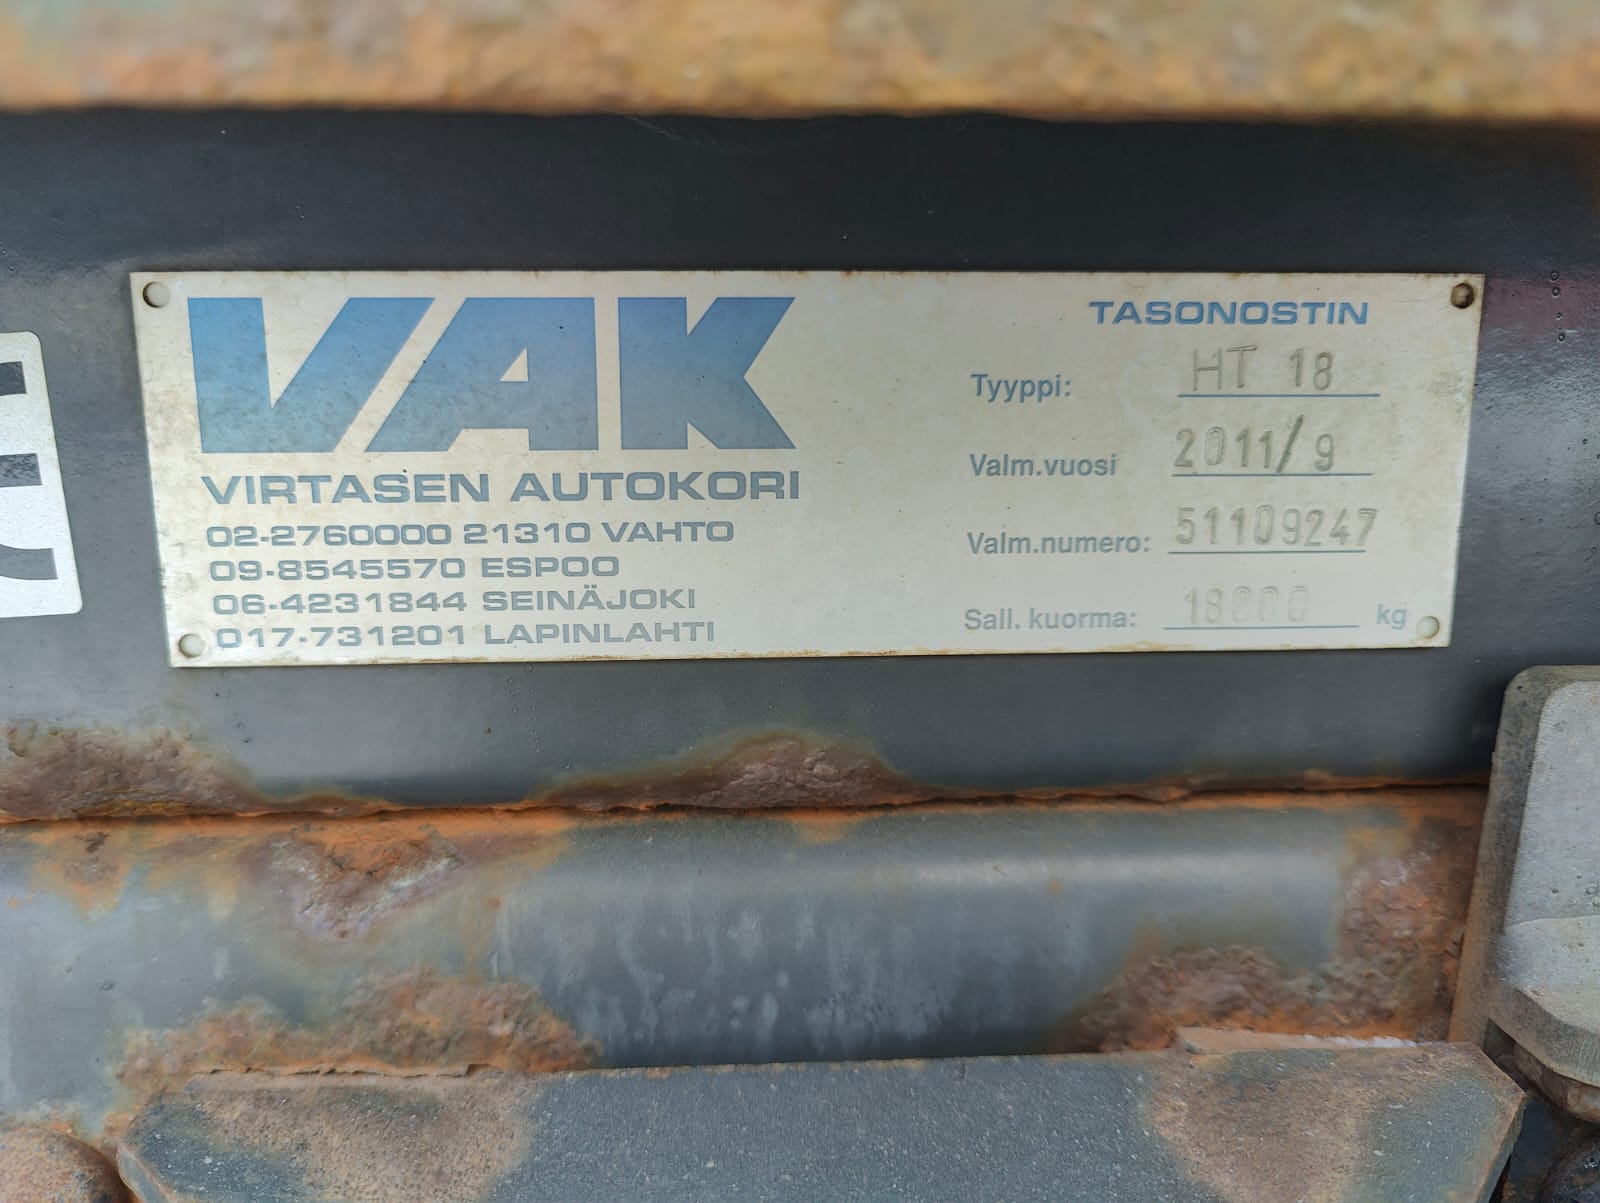 VAK
VIRTASEN AUTOKORI
02-2760000 21310 VAHTO
09-8545570 ESPOO
06-4231844 SEINÄJOKI
017-731201 LAPINLAHTI
TASONOSTIN
Tyyppi: HT 18
Valm.vuosi 2011/9
Valm.numero: 51109247
Sall. kuorma: 18000 kg